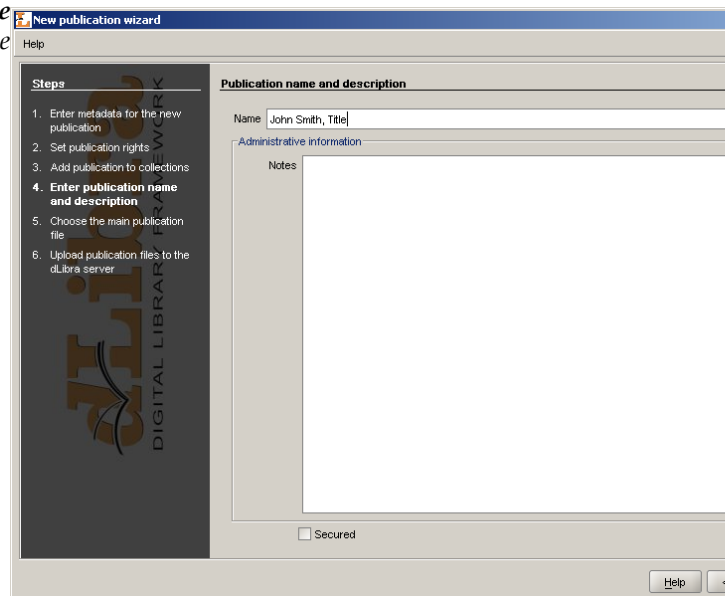 e
New publication wizard
e
Help
Steps
1. Enter metadata for the new
publication
2. Set publication rights
3. Add publication to collections
4. Enter publication name
and description
5. Choose the main publication
file
6. Upload publication files to the
dLibra server
dLibra
DIGITAL LIBRARY FRAMEWORK
Publication name and description
Name John Smith, Title
Administrative information
Notes
Secured
Help <